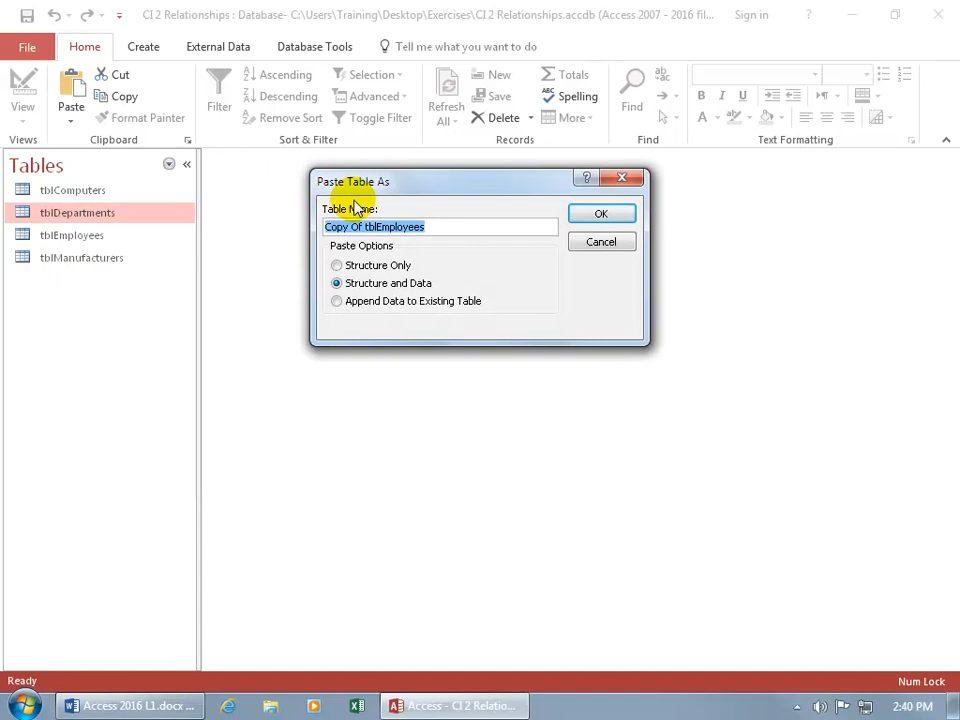 CI 2 Relationships : Database- C:\Users\Training\Desktop\Exercises\CI 2 Relationships.accdb (Access 2007 - 2016 fil... Sign in ?
File Home Create External Data Database Tools Tell me what you want to do
View
Views
Paste
Cut
Copy
Format Painter
Clipboard
Filter
Ascending
Descending
Remove Sort
Selection
Advanced
Toggle Filter
Sort & Filter
Refresh
All
New
Save
Delete
Totals
Spelling
More
Records
Find
Find
B I U
A
Text Formatting
Tables
tblComputers
tblDepartments
tblEmployees
tblManufacturers
Paste Table As
?
Table Name:
Copy Of tblEmployees
Paste Options
Structure Only
Structure and Data
Append Data to Existing Table
OK
Cancel
Ready Num Lock
Access 2016 L1.docx ... Access - CI 2 Relatio... 2:40 PM